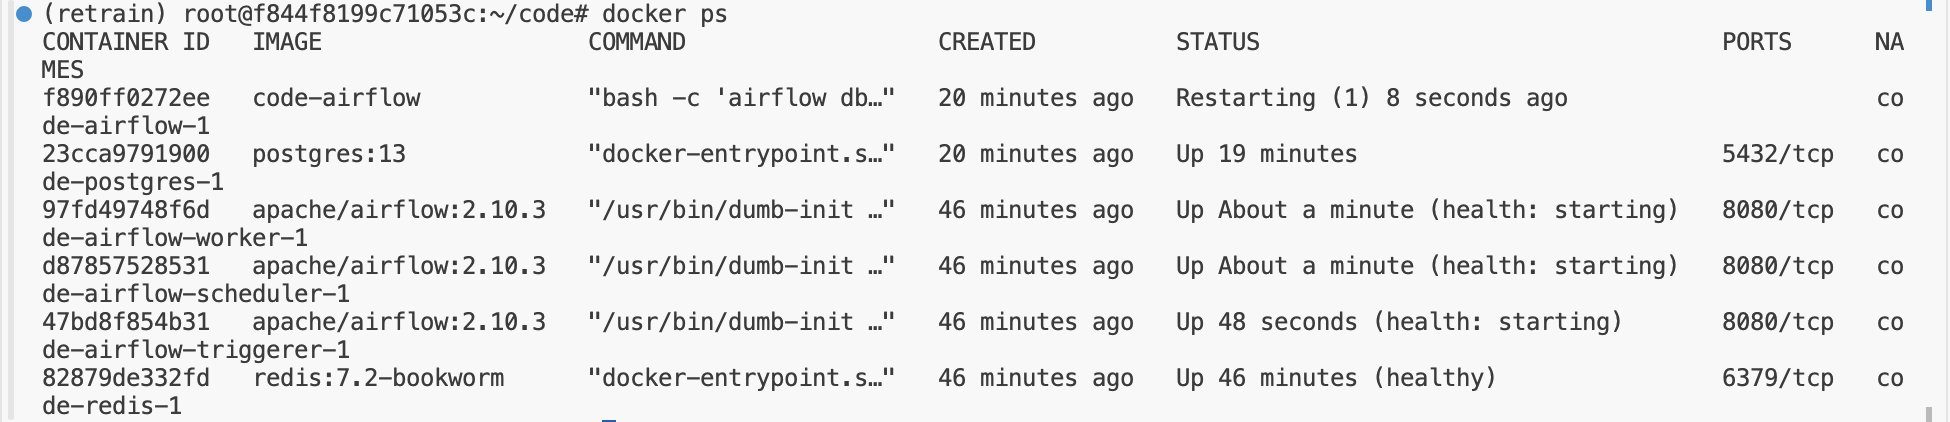 (retrain) root@f844f8199c71053c:~/code# docker ps
CONTAINER ID   IMAGE                   COMMAND                  CREATED          STATUS                                 PORTS      NA
MES
f890ff0272ee   code-airflow            "bash -c 'airflow db…"   20 minutes ago   Restarting (1) 8 seconds ago                      co
de-airflow-1
23cca9791900   postgres:13             "docker-entrypoint.s…"   20 minutes ago   Up 19 minutes                          5432/tcp   co
de-postgres-1
97fd49748f6d   apache/airflow:2.10.3   "/usr/bin/dumb-init …"   46 minutes ago   Up About a minute (health: starting)   8080/tcp   co
de-airflow-worker-1
d87857528531   apache/airflow:2.10.3   "/usr/bin/dumb-init …"   46 minutes ago   Up About a minute (health: starting)   8080/tcp   co
de-airflow-scheduler-1
47bd8f854b31   apache/airflow:2.10.3   "/usr/bin/dumb-init …"   46 minutes ago   Up 48 seconds (health: starting)       8080/tcp   co
de-airflow-triggerer-1
82879de332fd   redis:7.2-bookworm      "docker-entrypoint.s…"   46 minutes ago   Up 46 minutes (healthy)                6379/tcp   co
de-redis-1